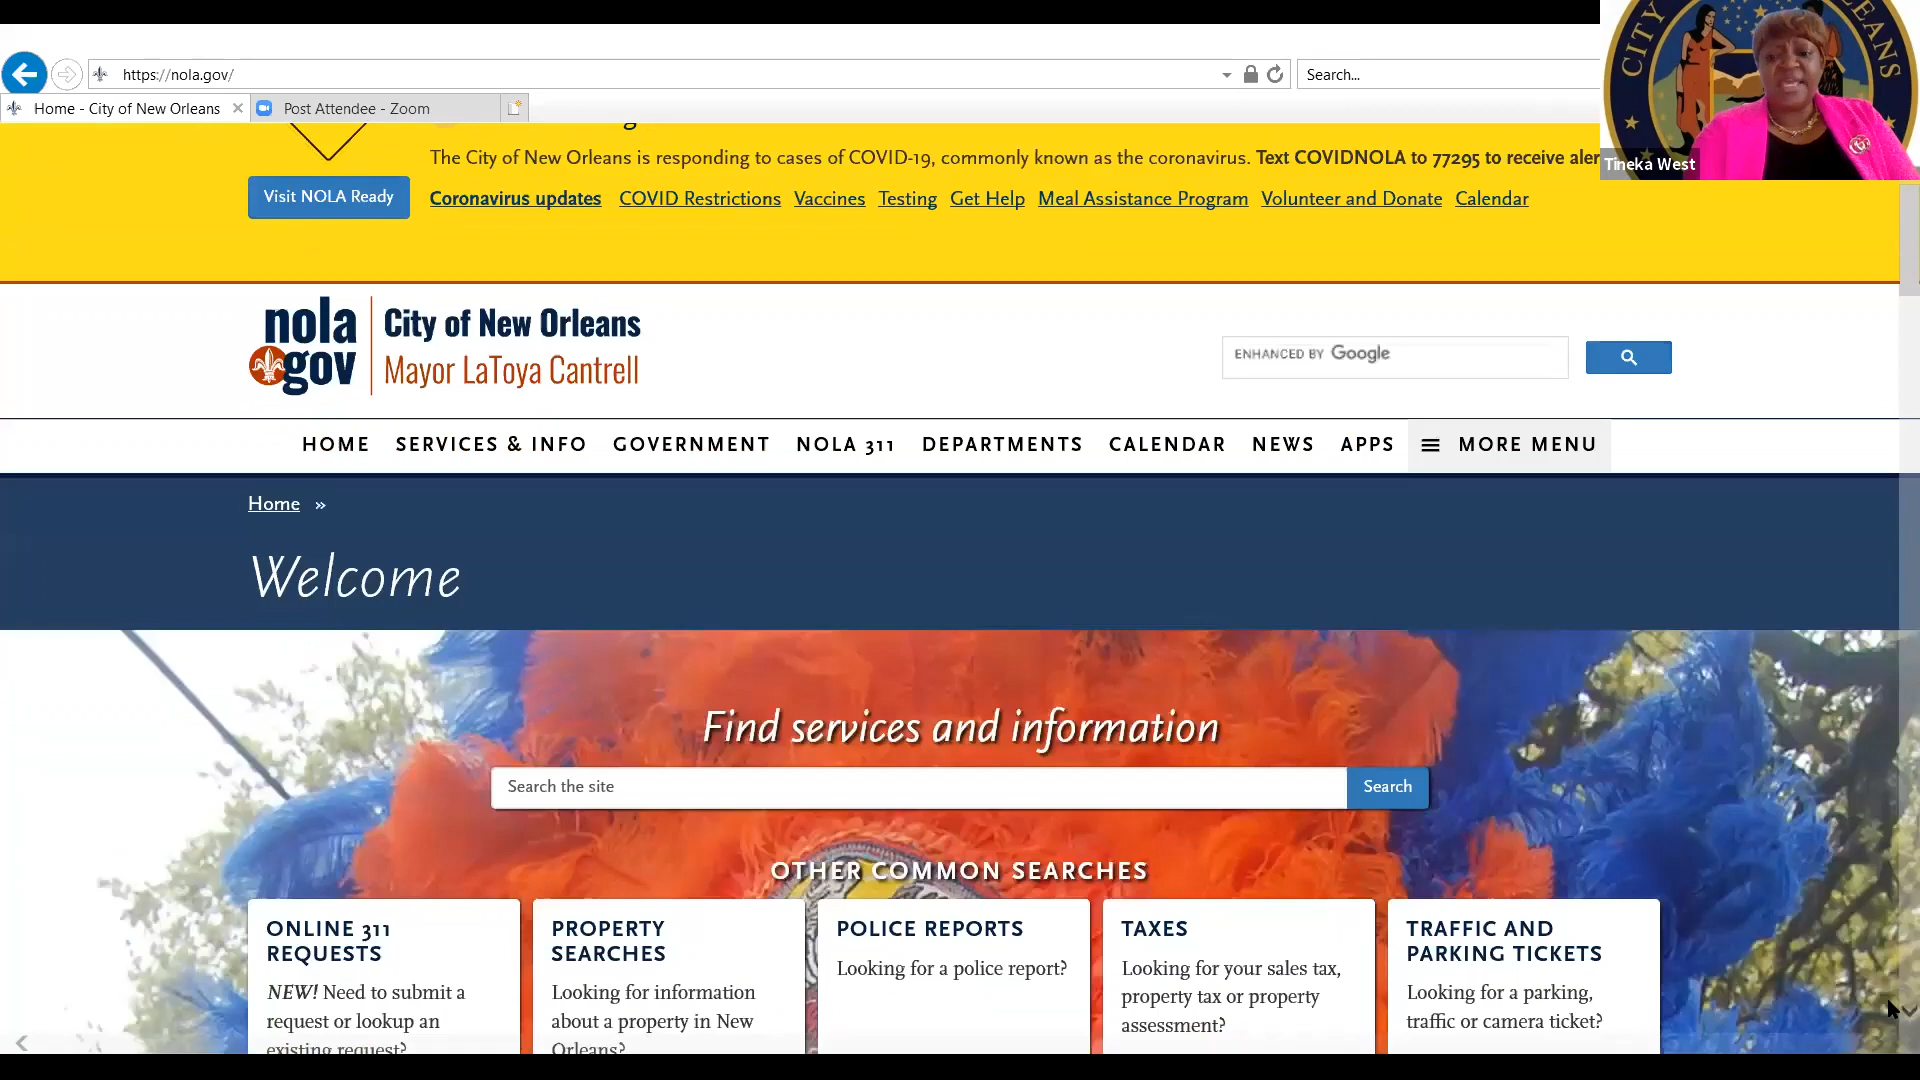 https://nola.gov/
Search...
CITY
LEANS
Home - City of New Orleans
Post Attendee - Zoom
The City of New Orleans is responding to cases of COVID-19, commonly known as the coronavirus. Text COVIDNOLA to 77295 to receive aler
Tineka West
Visit NOLA Ready
Coronavirus updates COVID Restrictions Vaccines Testing Get Help Meal Assistance Program Volunteer and Donate Calendar
nola gov
City of New Orleans
Mayor LaToya Cantrell
ENHANCED BY Google
HOME SERVICES & INFO GOVERNMENT NOLA 311 DEPARTMENTS CALENDAR NEWS APPS MORE MENU
Home »
Welcome
Find services and information
Search the site
Search
OTHER COMMON SEARCHES
ONLINE 311
REQUESTS
NEW! Need to submit a
request or lookup an
existing request?
PROPERTY
SEARCHES
Looking for information
about a property in New
Orleans?
POLICE REPORTS
Looking for a police report?
TAXES
Looking for your sales tax,
property tax or property
assessment?
TRAFFIC AND
PARKING TICKETS
Looking for a parking,
traffic or camera ticket?